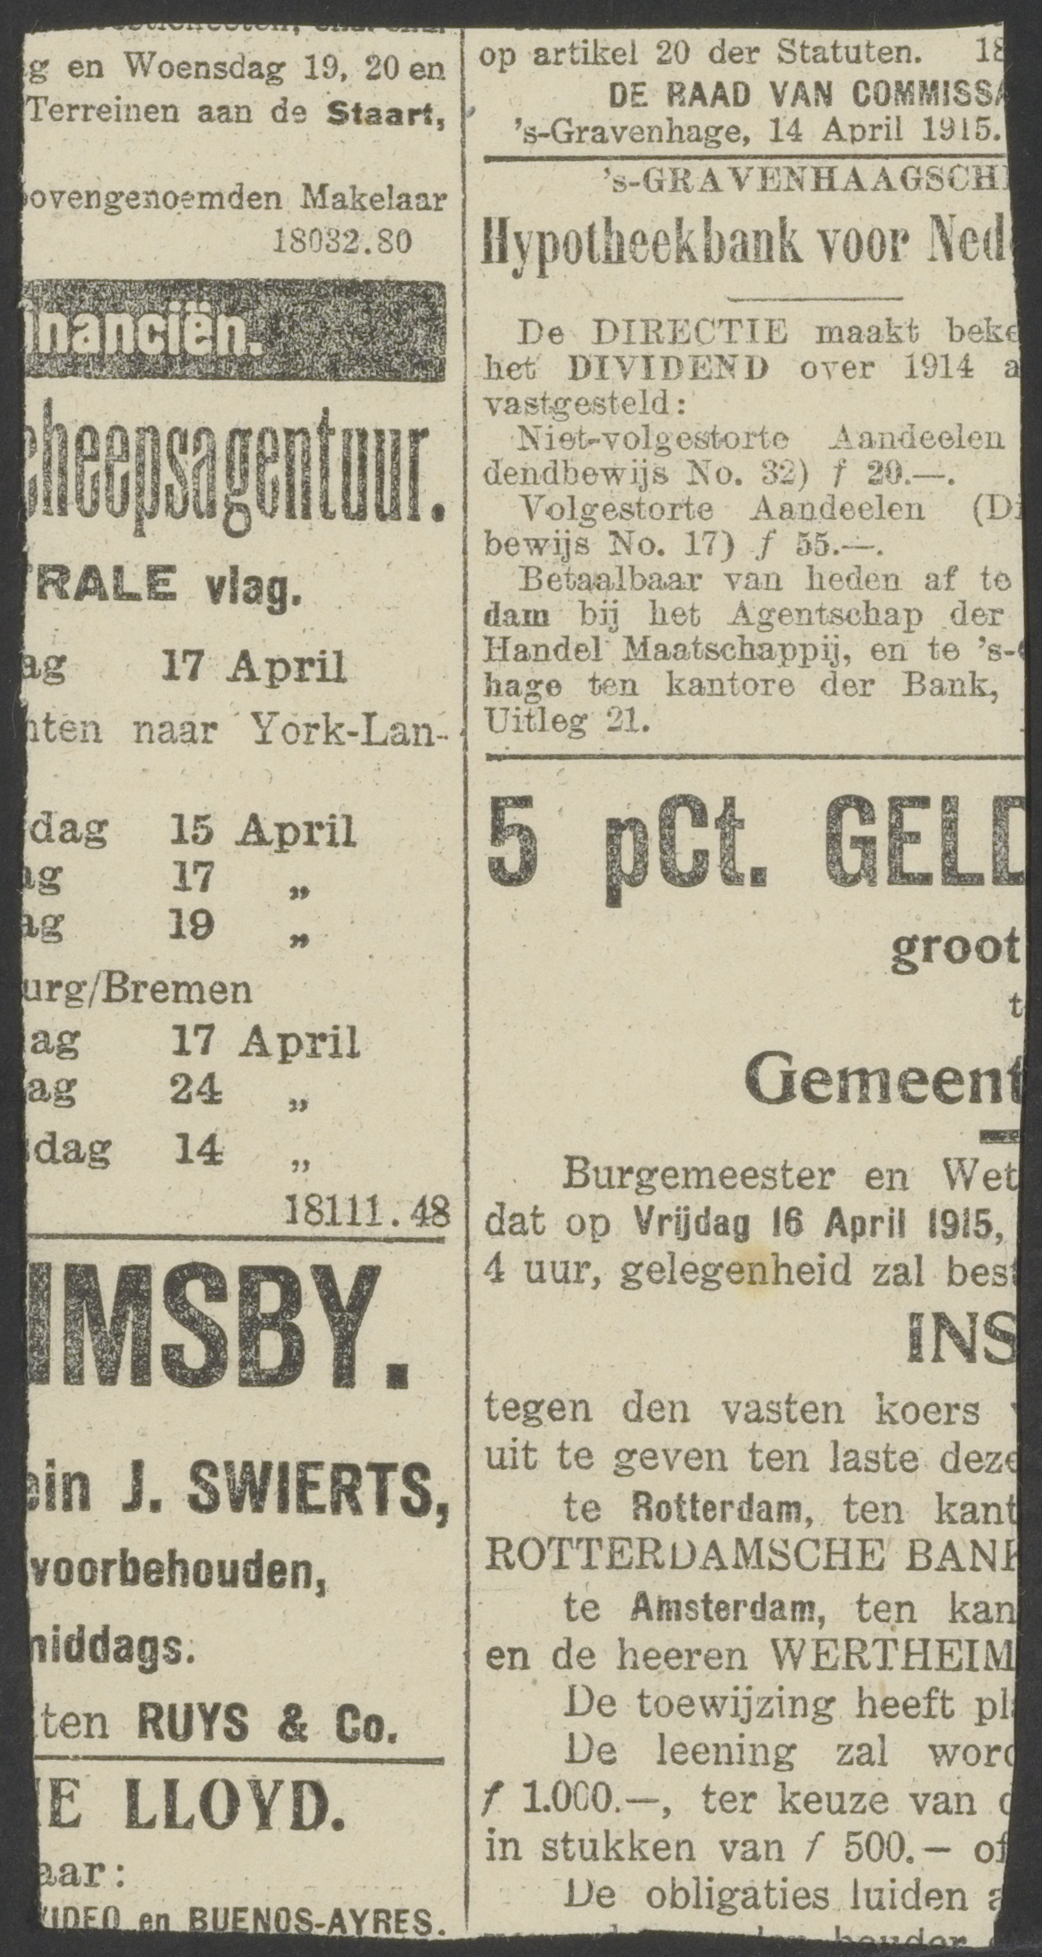 g en Woensdag 19, 20 en
Terreinen aan de Staart,
bovengenoemden Makelaar
18032.80
inanciën.
cheepsagentuur.
RALE vlag.
ag 17 April
nten naar York-Lan-
dag 15 April
ag 17 „
ag 19 „
urg/Bremen
ag 17 April
ag 24 „
dag 14 „
18111.48
IMSBY.
ein J. SWIERTS,
voorbehouden,
middags.
ten RUYS & Co.
E LLOYD.
aar:
VIDEO en BUENOS-AYRES.
op artikel 20 der Statuten. 18
DE RAAD VAN COMMISSA
's-Gravenhage, 14 April 1915.
's-GRAVENHAAGSCH
Hypotheekbank voor Ned
De DIRECTIE maakt beke
het DIVIDEND over 1914 a
vastgesteld:
Niet-volgestorte Aandeelen
dendbewijs No. 32) f 20.—.
Volgestorte Aandeelen (Di
bewijs No. 17) f 55.—.
Betaalbaar van heden af te
dam bij het Agentschap der
Handel Maatschappij, en te 's-
hage ten kantore der Bank,
Uitleg 21.
5 pCt. GELD
groot
t
Gemeent
Burgemeester en Wet
dat op Vrijdag 16 April 1915,
4 uur, gelegenheid zal best
INS
tegen den vasten koers
uit te geven ten laste deze
te Rotterdam, ten kant
ROTTERDAMSCHE BANK
te Amsterdam, ten kan
en de heeren WERTHEIM
De toewijzing heeft pl
De leening zal word
f 1.000.—, ter keuze van d
in stukken van f 500.— of
De obligaties luiden a
houder